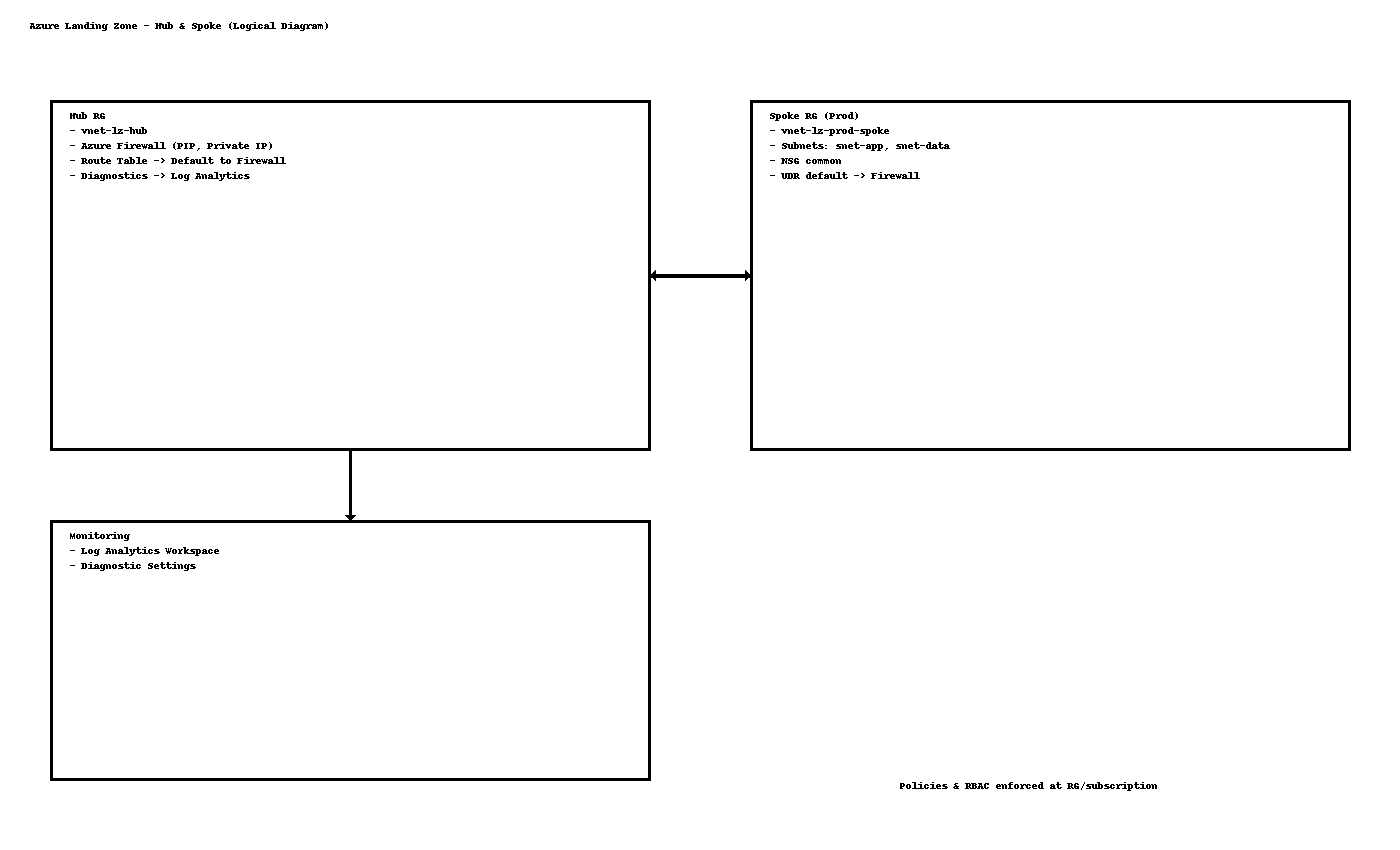 Azure Landing Zone - Hub & Spoke (Logical Diagram)
Hub RG
- vnet-lz-hub
- Azure Firewall (PIP, Private IP)
- Route Table -> Default to Firewall
- Diagnostics -> Log Analytics
Spoke RG (Prod)
- vnet-lz-prod-spoke
- Subnets: snet-app, snet-data
- NSG common
- UDR default -> Firewall
Monitoring
- Log Analytics Workspace
- Diagnostic Settings
Policies & RBAC enforced at RG/subscription